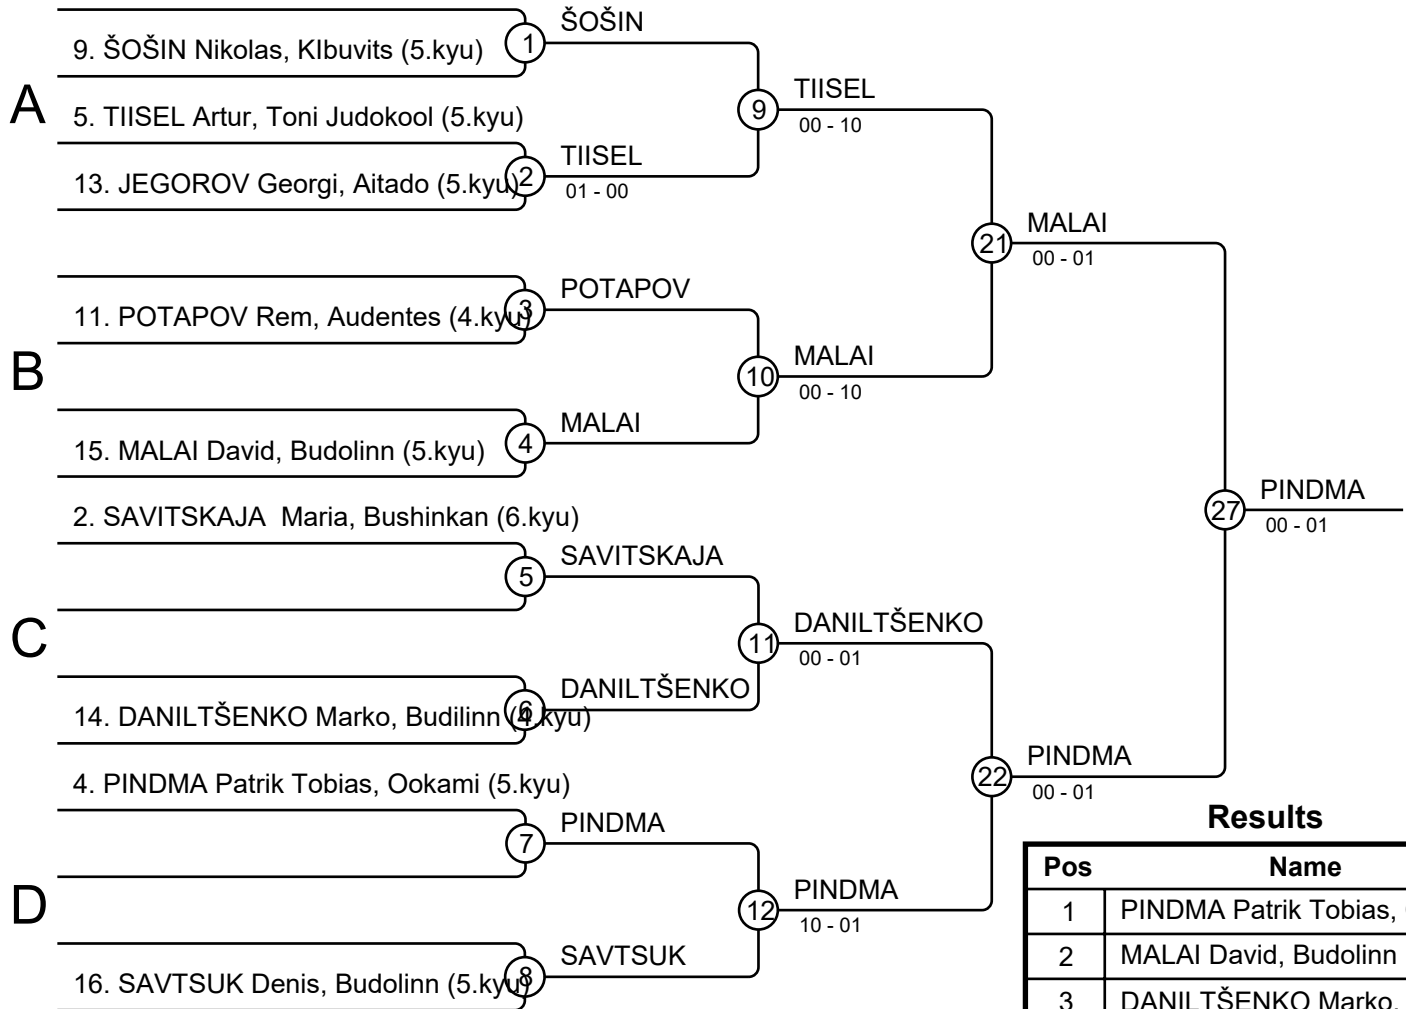 ŠOŠIN
9. ŠOŠIN Nikolas, KIbuvits (5.kyu)
1
TIISEL
A
9
5. TIISEL Artur, Toni Judokool (5.kyu)
00 - 10
TIISEL
13. JEGOROV Georgi, Aitado (5.kyu)
2
01 - 00
MALAI
21
00 - 01
POTAPOV
11. POTAPOV Rem, Audentes (4.kyu)
3
MALAI
B
10
00 - 10
MALAI
15. MALAI David, Budolinn (5.kyu)
4
PINDMA
27
2. SAVITSKAJA  Maria, Bushinkan (6.kyu)
00 - 01
SAVITSKAJA
5
DANILTŠENKO
C
11
00 - 01
DANILTŠENKO
14. DANILTŠENKO Marko, Budilinn (4.kyu)
6
PINDMA
22
4. PINDMA Patrik Tobias, Ookami (5.kyu)
00 - 01
PINDMA
7
Results
Pos Name
PINDMA
D
12
10 - 01
1 PINDMA Patrik Tobias,
SAVTSUK
2 MALAI David, Budolinn
16. SAVTSUK Denis, Budolinn (5.kyu)
8
3 DANILTŠENKO Marko,